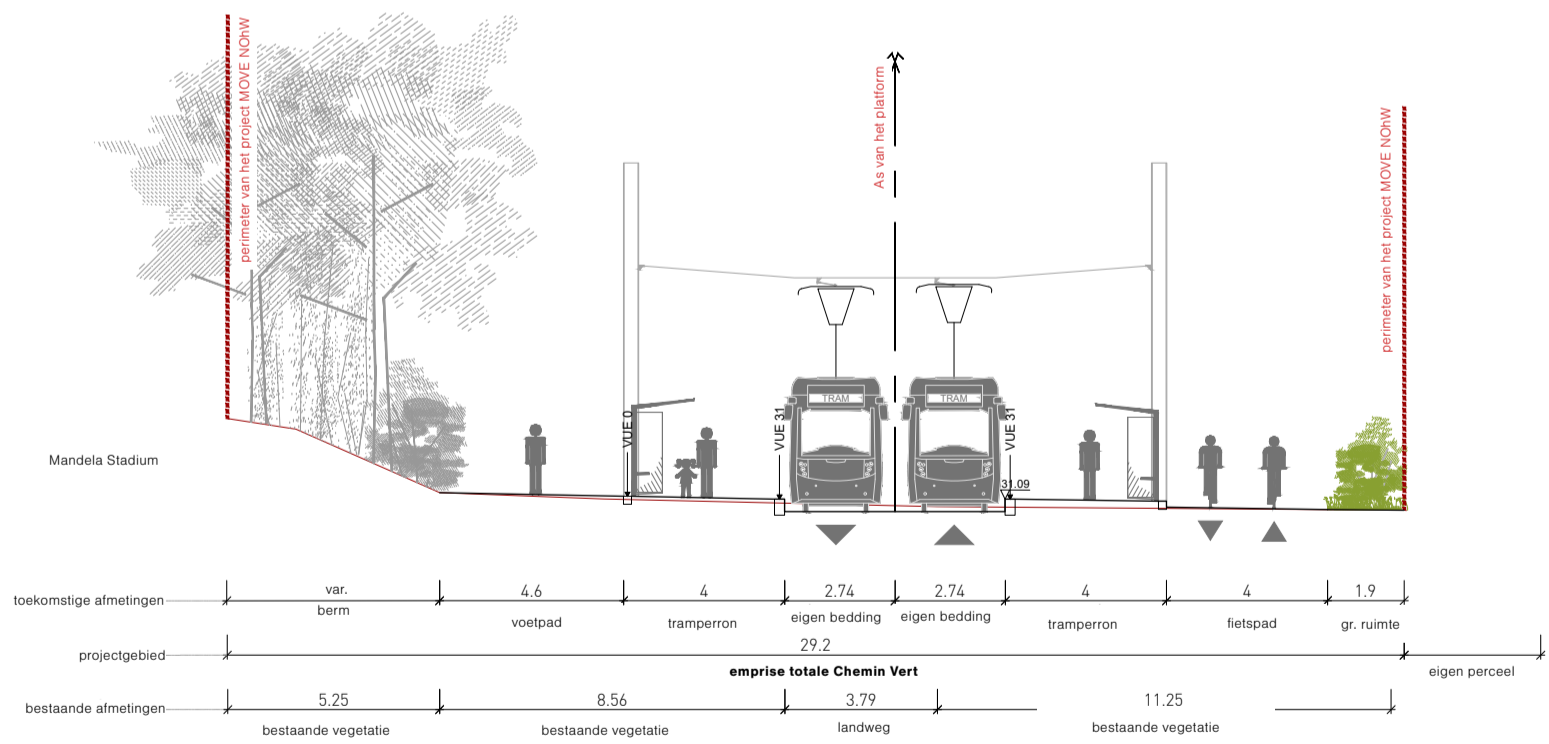 perimeter van het project MOVE NOhW
As van het platform
perimeter van het project MOVE NOhW
TRAM
TRAM
VUE 0
VUE 31
VUE 31
31.09
Mandela Stadium
toekomstige afmetingen
var.
berm
4.6
voetpad
4
tramperron
2.74
eigen bedding
2.74
eigen bedding
4
tramperron
4
fietspad
1.9
gr. ruimte
projectgebied
29.2
emprise totale Chemin Vert
eigen perceel
bestaande afmetingen
5.25
bestaande vegetatie
8.56
bestaande vegetatie
3.79
landweg
11.25
bestaande vegetatie